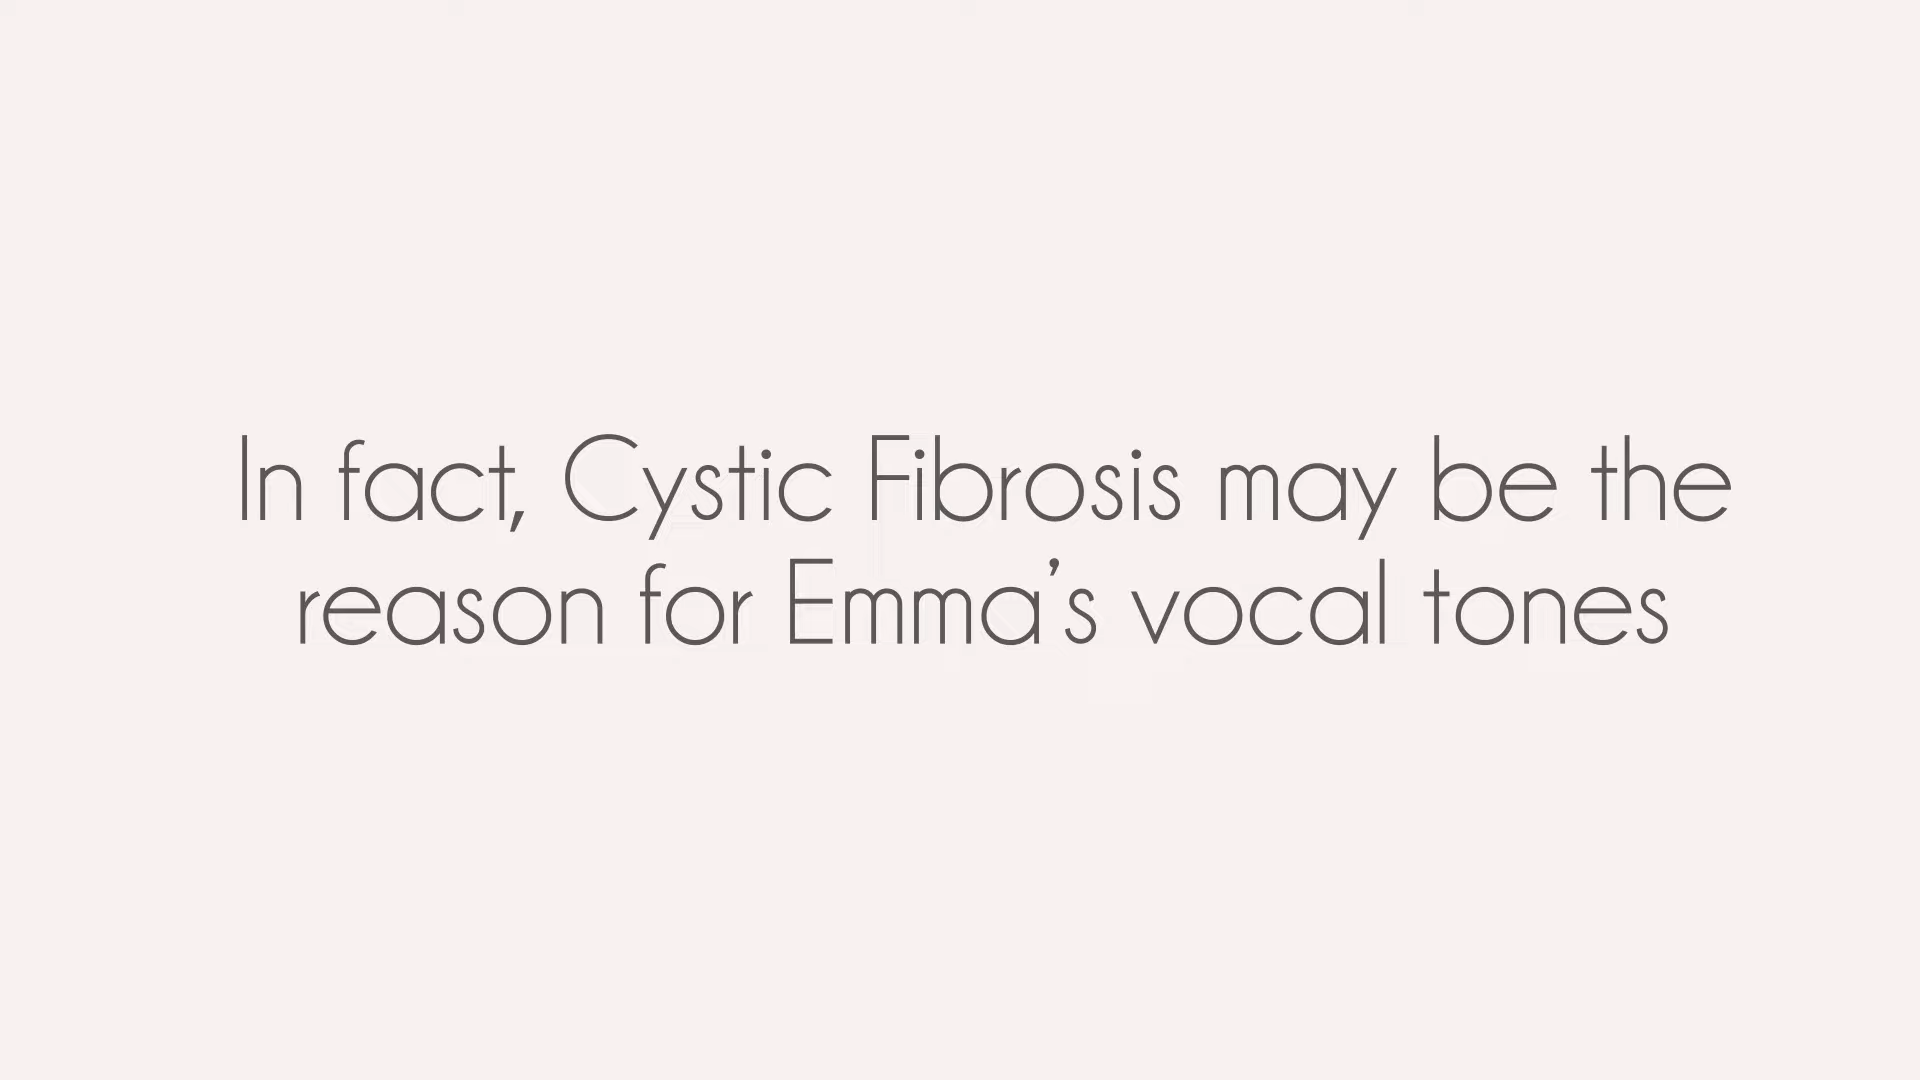 In fact, Cystic Fibrosis may be the
reason for Emma’s vocal tones